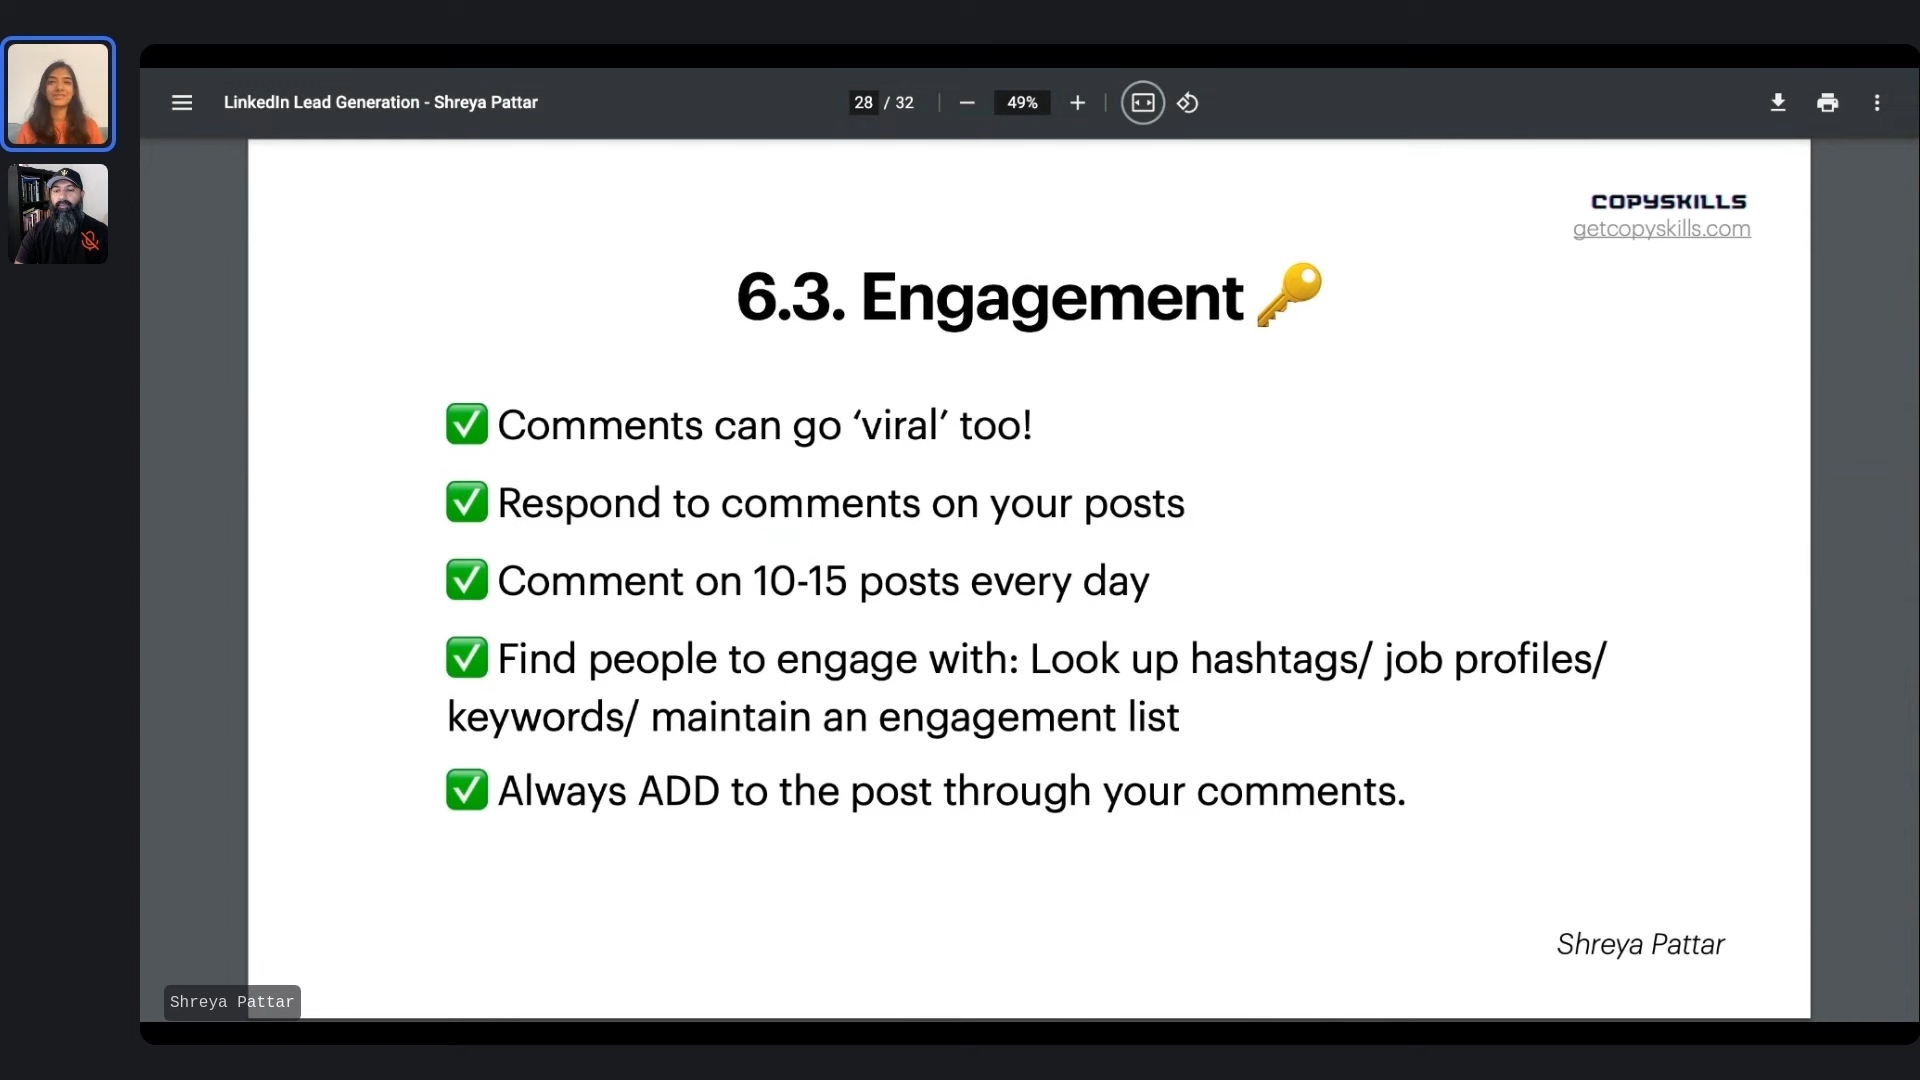 LinkedIn Lead Generation - Shreya Pattar
28 / 32
49%
COPYSKILLS
getcopyskills.com
6.3. Engagement🔑
✅ Comments can go ‘viral’ too!
✅ Respond to comments on your posts
✅ Comment on 10-15 posts every day
✅ Find people to engage with: Look up hashtags/ job profiles/
keywords/ maintain an engagement list
✅ Always ADD to the post through your comments.
Shreya Pattar
Shreya Pattar